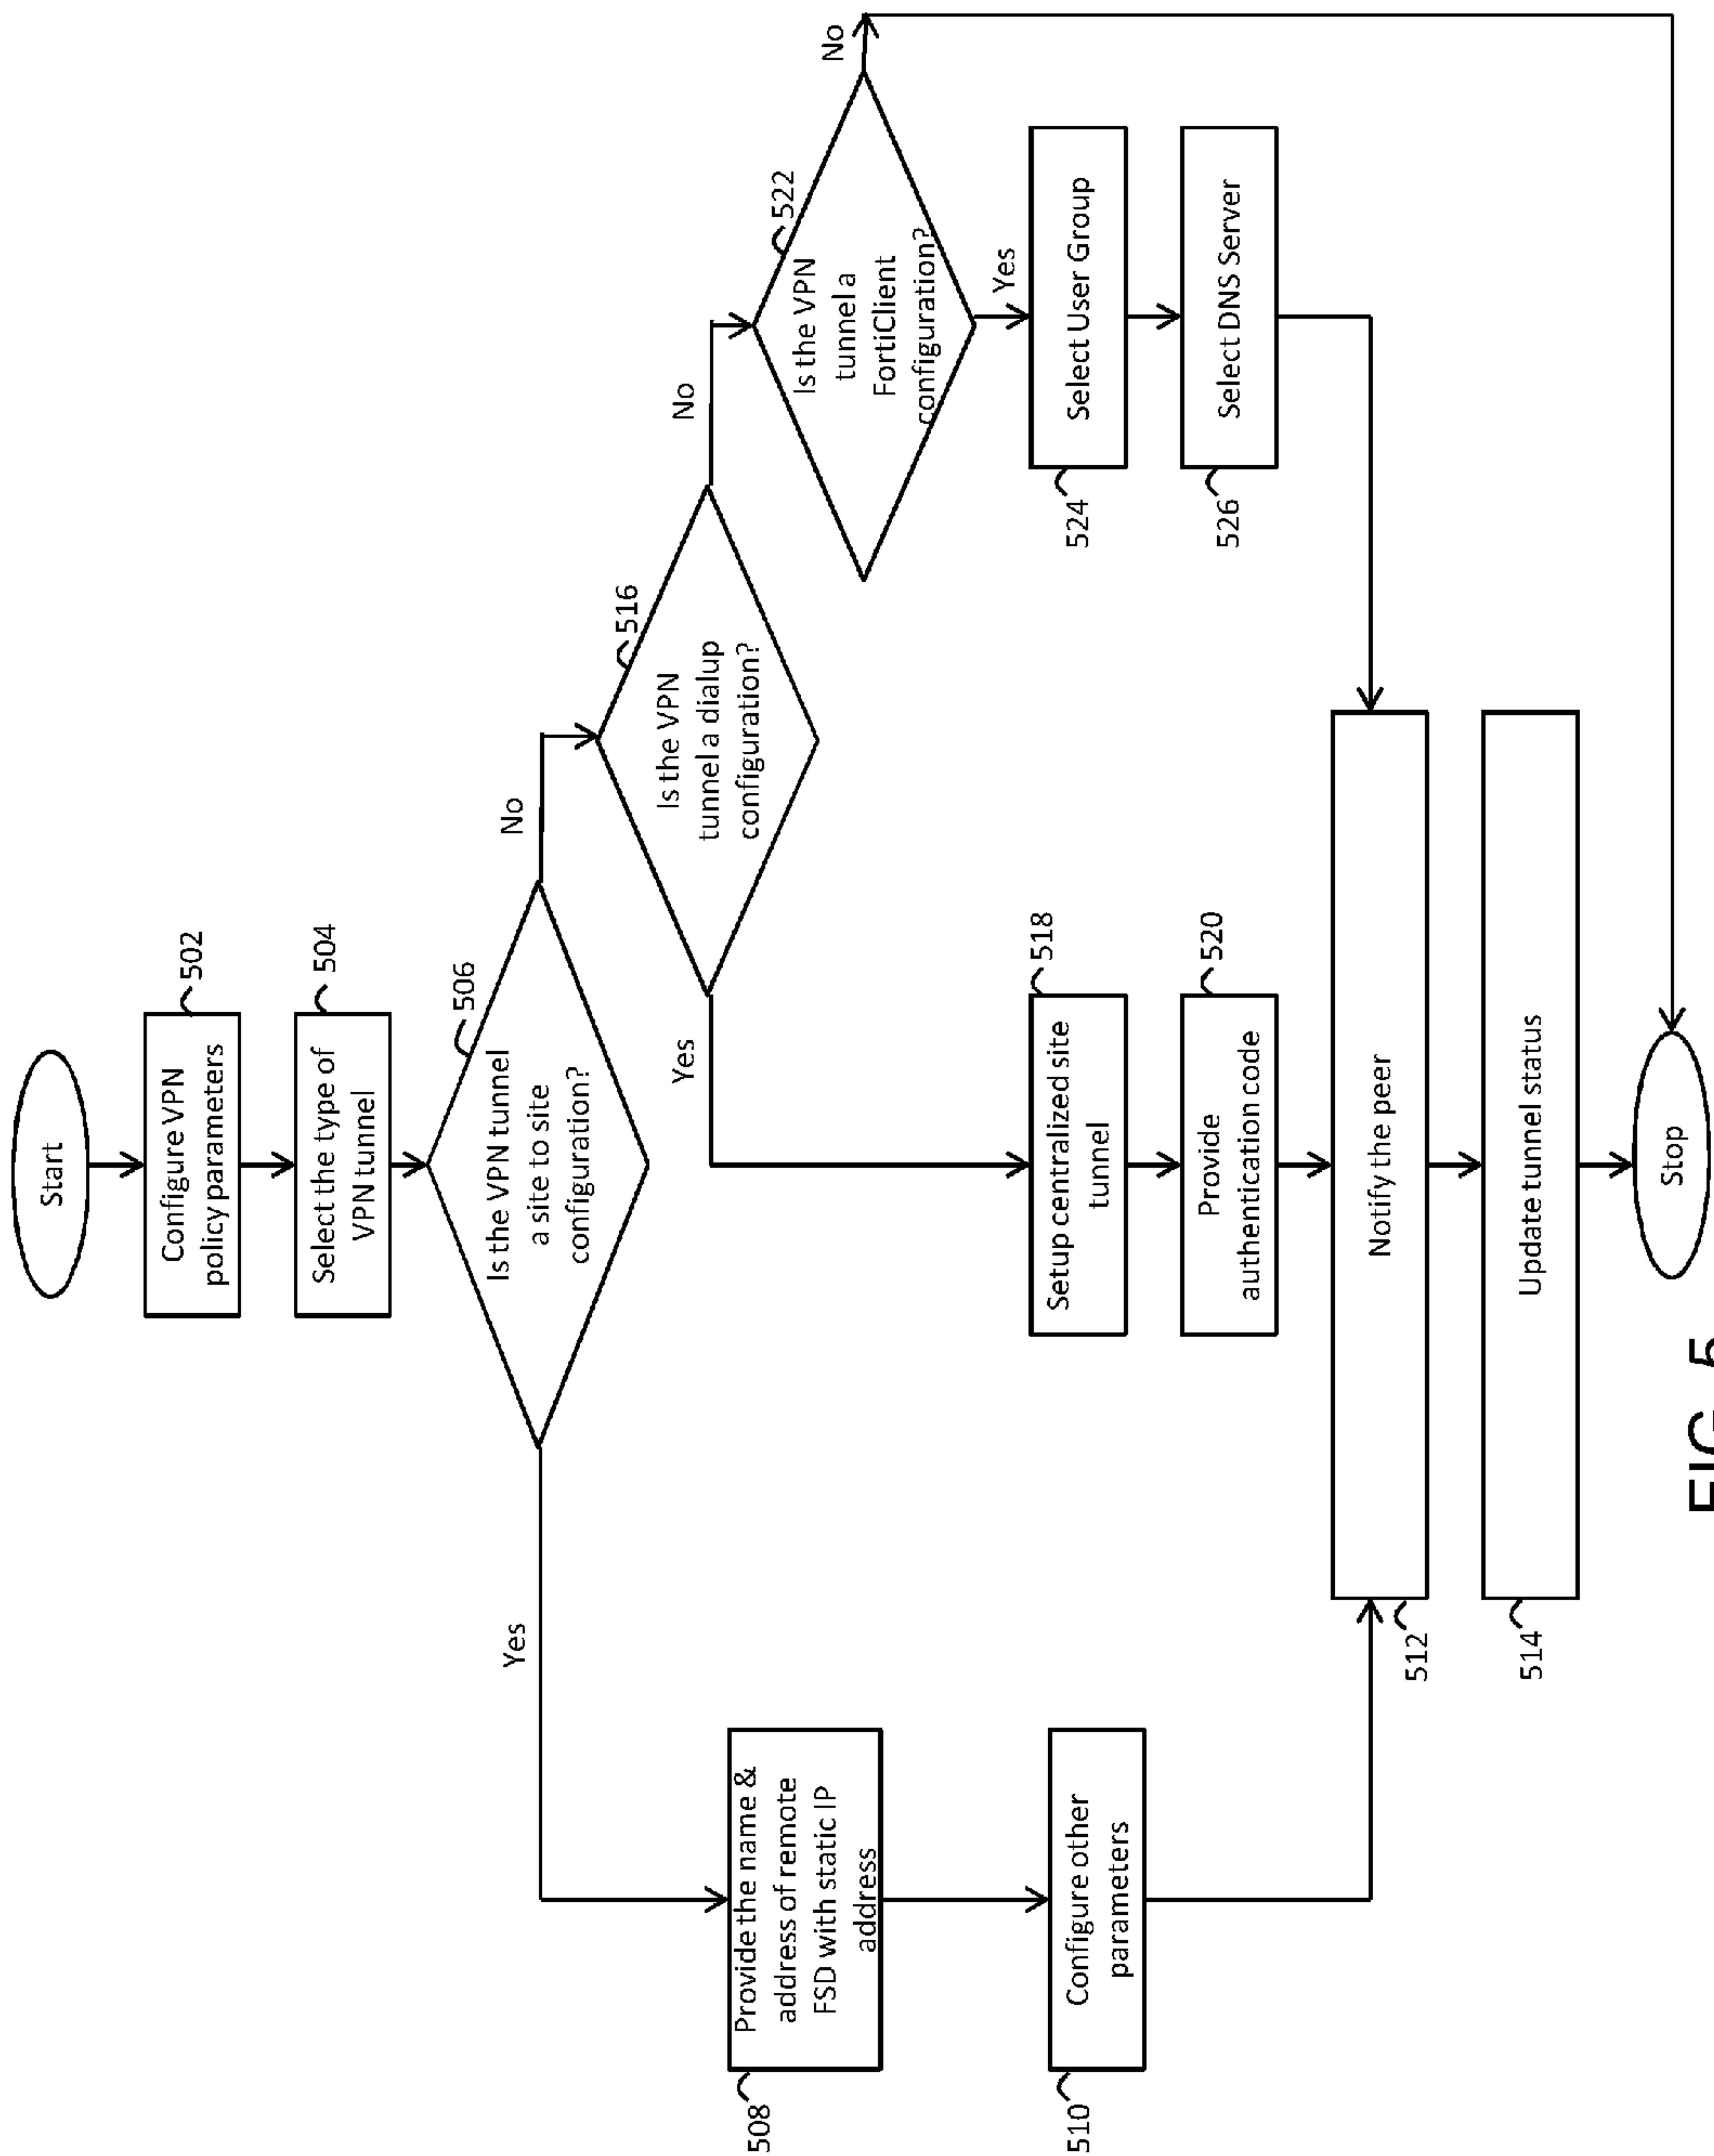 Start
Configure VPN
policy parameters
502
Select the type of
VPN tunnel
504
506
Is the VPN tunnel
a site to site
configuration?
Yes
No
516
Is the VPN
tunnel a dialup
configuration?
Yes
No
522
Is the VPN
tunnel a
FortiClient
configuration?
No
Yes
508
Provide the name &
address of remote
FSD with static IP
address
510
Configure other
parameters
518
Setup centralized site
tunnel
520
Provide
authentication code
524
Select User Group
526
Select DNS Server
512
Notify the peer
514
Update tunnel status
Stop
FIG. 5